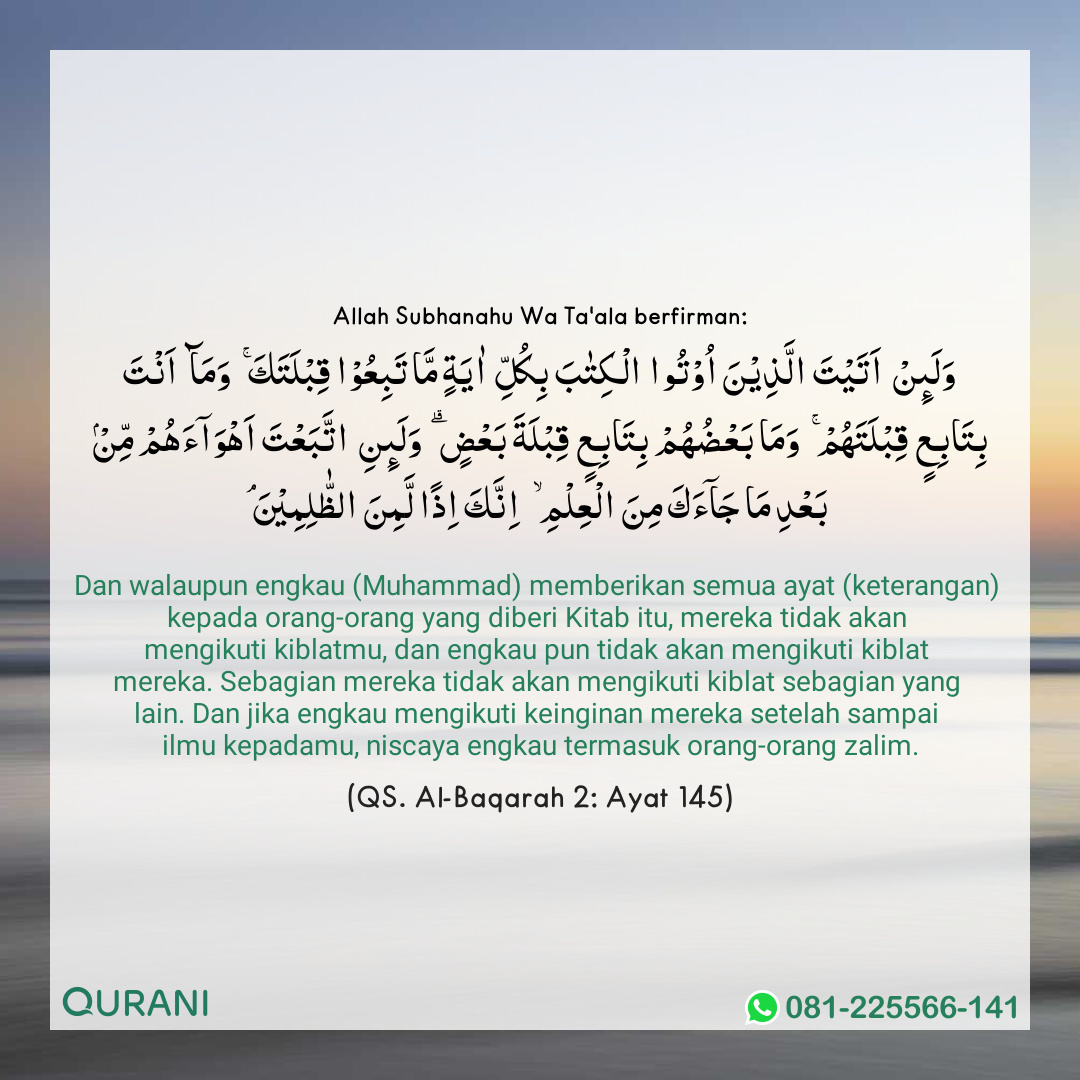 Allah Subhanahu Wa Ta'ala berfirman:
وَلَىِٕنْ اَتَيْتَ الَّذِيْنَ اُوْتُوا الْكِتٰبَ بِكُلِّ اٰيَةٍ مَّا تَبِعُوْا قِبْلَتَكَ ۚ وَمَآ اَنْتَ
بِتَابِعٍ قِبْلَتَهُمْ ۚ وَمَا بَعْضُهُمْ بِتَابِعٍ قِبْلَةَ بَعْضٍ ۗ وَلَىِٕنِ اتَّبَعْتَ اَهْوَاۤءَهُمْ مِّنْۢ
بَعْدِ مَا جَاۤءَكَ مِنَ الْعِلْمِ ۙ اِنَّكَ اِذًا لَّمِنَ الظّٰلِمِيْنَ ۘ
Dan walaupun engkau (Muhammad) memberikan semua ayat (keterangan)
kepada orang-orang yang diberi Kitab itu, mereka tidak akan
mengikuti kiblatmu, dan engkau pun tidak akan mengikuti kiblat
mereka. Sebagian mereka tidak akan mengikuti kiblat sebagian yang
lain. Dan jika engkau mengikuti keinginan mereka setelah sampai
ilmu kepadamu, niscaya engkau termasuk orang-orang zalim.
(QS. Al-Baqarah 2: Ayat 145)
QURANI
081-225566-141